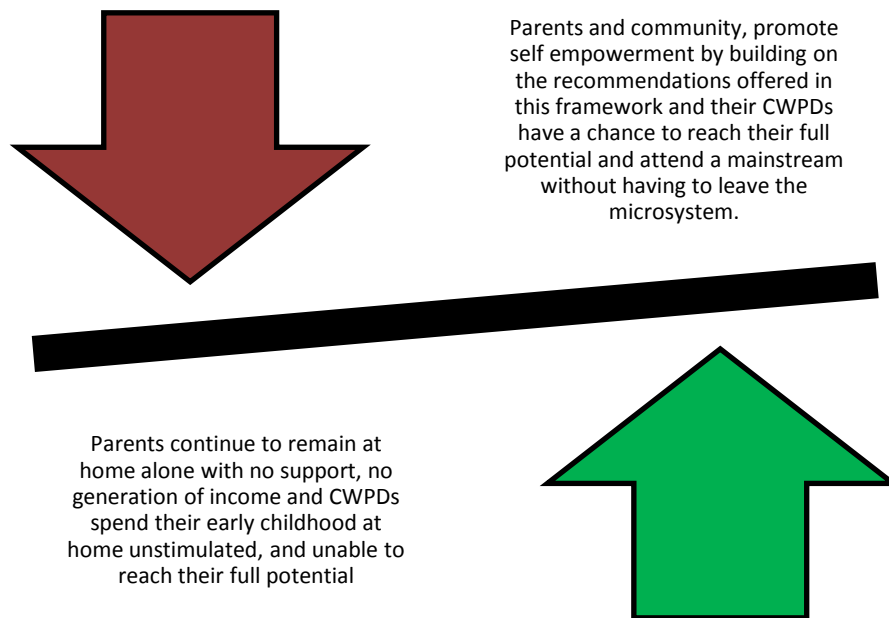 Parents and community, promote
self empowerment by building on
the recommendations offered in
this framework and their CWPDs
have a chance to reach their full
potential and attend a mainstream
without having to leave the
microsystem.
Parents continue to remain at
home alone with no support, no
generation of income and CWPDs
spend their early childhood at
home unstimulated, and unable to
reach their full potential